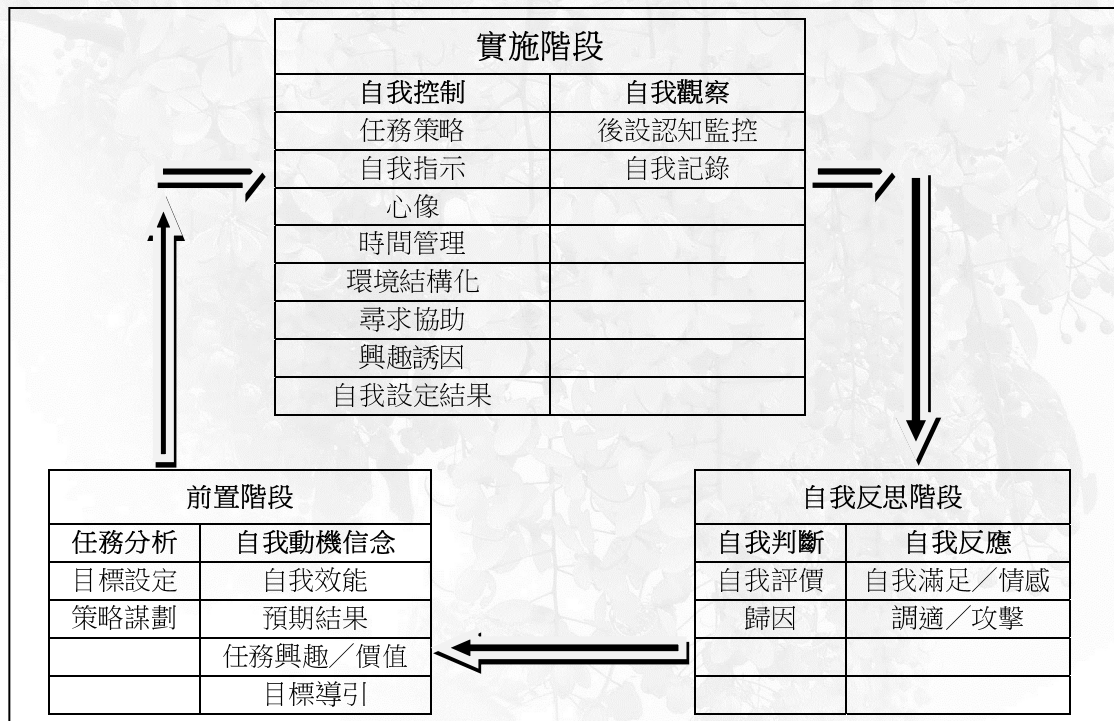 實施階段
自我控制 自我觀察
任務策略 後設認知監控
自我指示 自我記錄
心像
時間管理
環境結構化
尋求協助
興趣誘因
自我設定結果
前置階段
任務分析 自我動機信念
目標設定 自我效能
策略謀劃 預期結果
任務興趣／價值
目標導引
自我反思階段
自我判斷 自我反應
自我評價 自我滿足／情感
歸因 調適／攻擊